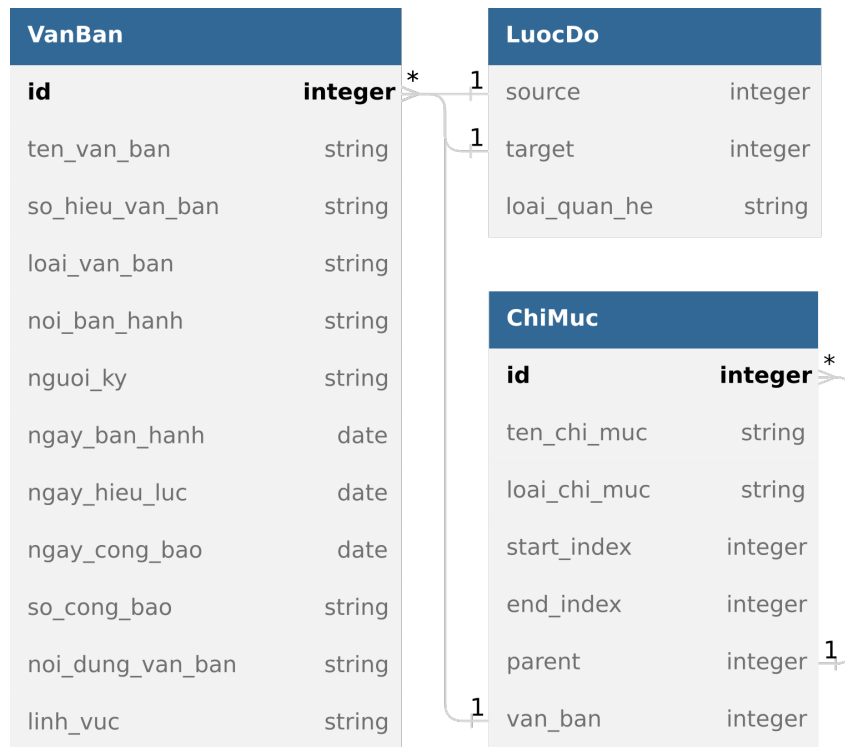 VanBan
id integer *
ten_van_ban string
so_hieu_van_ban string
loai_van_ban string
noi_ban_hanh string
nguoi_ky string
ngay_ban_hanh date
ngay_hieu_luc date
ngay_cong_bao date
so_cong_bao string
noi_dung_van_ban string
linh_vuc string
LuocDo
1 source integer
1 target integer
loai_quan_he string
ChiMuc
id integer *
ten_chi_muc string
loai_chi_muc string
start_index integer
end_index integer
parent integer 1
1 van_ban integer